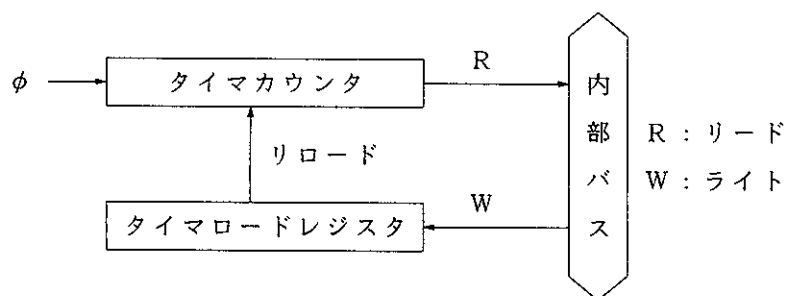 φ
タイマカウンタ
R
リロード
タイマロードレジスタ
W
内部バス
R : リード
W : ライト